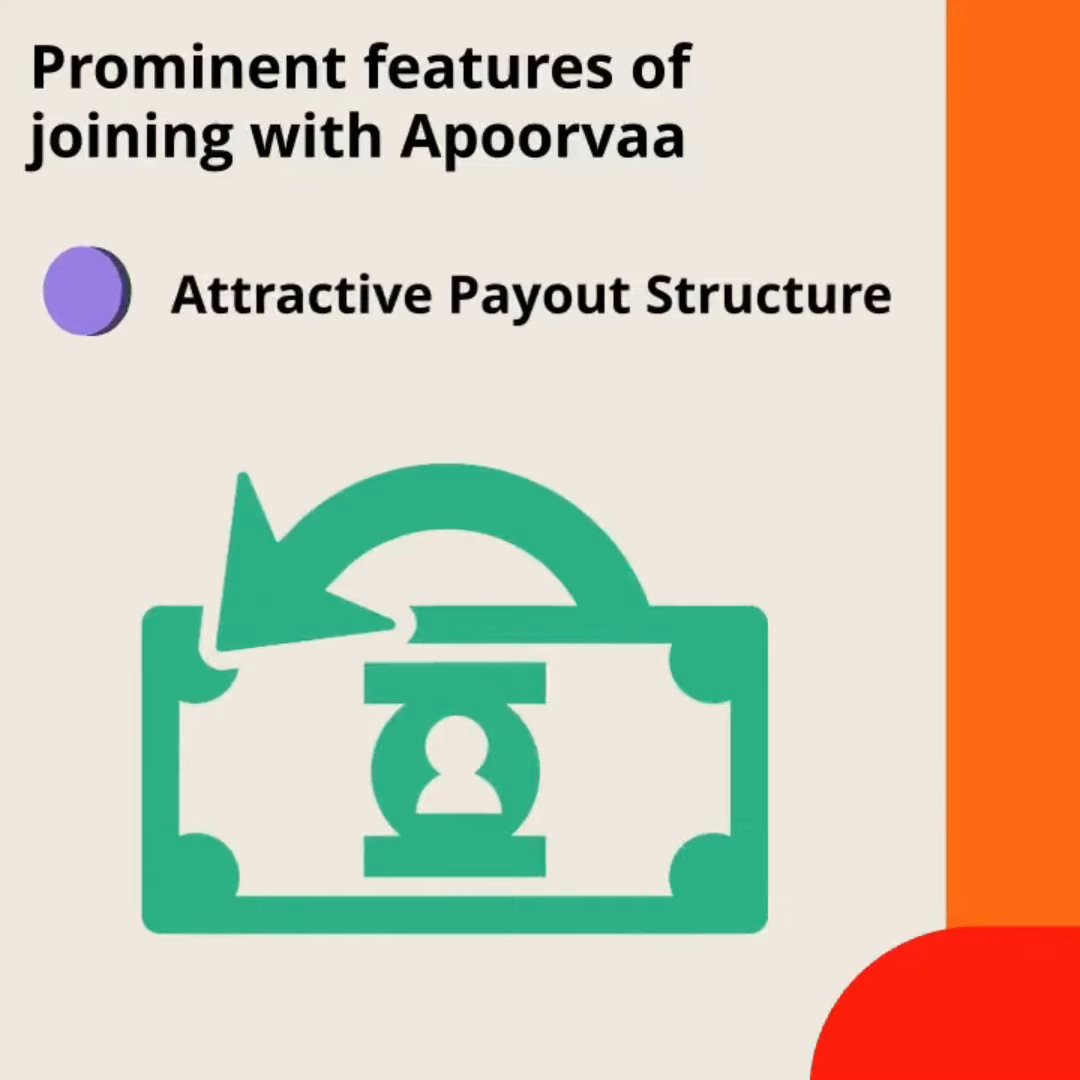 Prominent features of
joining with Apoorvaa
Attractive Payout Structure